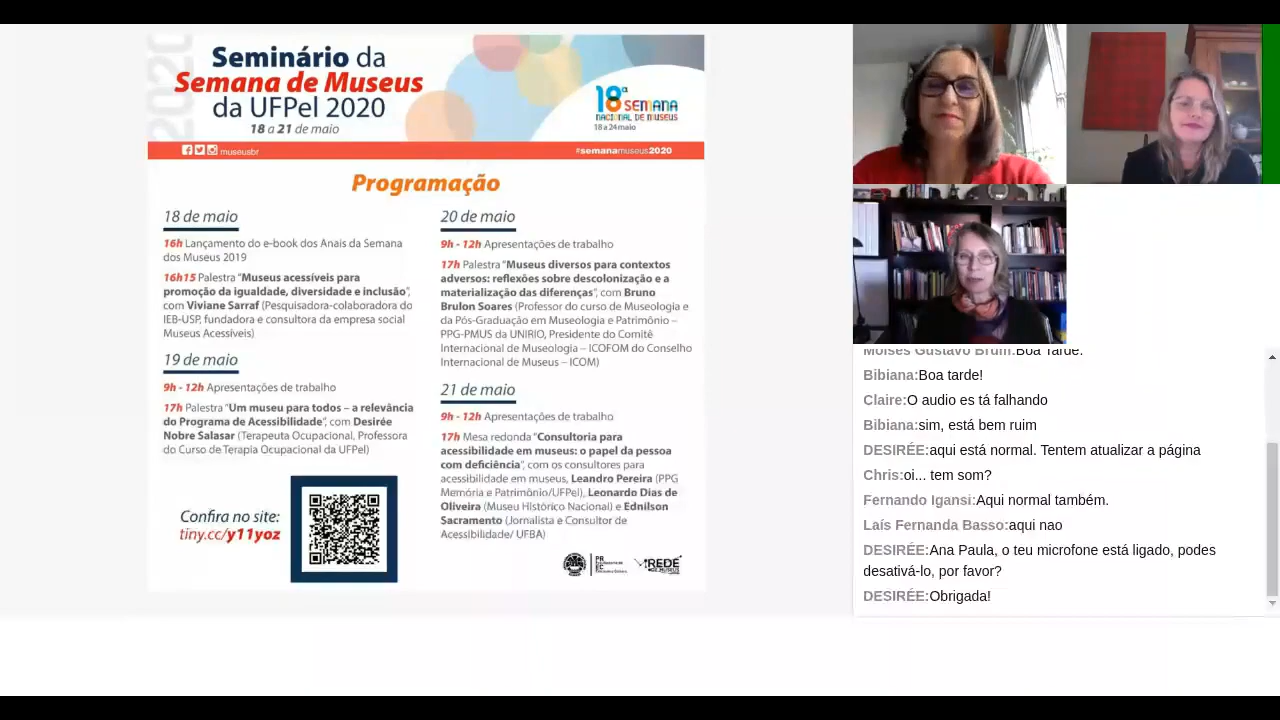 2020
Seminário da
Semana de Museus
da UFPel 2020
18 a 21 de maio
18ª SEMANA
NACIONAL DE MUSEUS
18 a 24 maio
museusbr
#semanamuseus2020
Programação
18 de maio
16h Lançamento do e-book dos Anais da Semana
dos Museus 2019
16h15 Palestra “Museus acessíveis para
promoção da igualdade, diversidade e inclusão”,
com Viviane Sarraf (Pesquisadora-colaboradora do
IEB-USP, fundadora e consultora da empresa social
Museus Acessíveis)
19 de maio
9h - 12h Apresentações de trabalho
17h Palestra “Um museu para todos – a relevância
do Programa de Acessibilidade”, com Desirée
Nobre Salasar (Terapeuta Ocupacional, Professora
do Curso de Terapia Ocupacional da UFPel)
Confira no site:
tiny.cc/y11yoz
20 de maio
9h - 12h Apresentações de trabalho
17h Palestra “Museus diversos para contextos
adversos: reflexões sobre descolonização e a
materialização das diferenças”, com Bruno
Brulon Soares (Professor do curso de Museologia e
da Pós-Graduação em Museologia e Patrimônio –
PPG-PMUS da UNIRIO, Presidente do Comitê
Internacional de Museologia – ICOFOM do Conselho
Internacional de Museus – ICOM)
21 de maio
9h - 12h Apresentações de trabalho
17h Mesa redonda “Consultoria para
acessibilidade em museus: o papel da pessoa
com deficiência”, com os consultores para
acessibilidade em museus, Leandro Pereira (PPG
Memória e Patrimônio/UFPel), Leonardo Dias de
Oliveira (Museu Histórico Nacional) e Ednilson
Sacramento (Jornalista e Consultor de
Acessibilidade/ UFBA)
PR
EC
REDE
DE MUSEUS
Moisés Gustavo Brum:Boa Tarde.
Bibiana:Boa tarde!
Claire:O audio es tá falhando
Bibiana:sim, está bem ruim
DESIRÉE:aqui está normal. Tentem atualizar a página
Chris:oi... tem som?
Fernando Igansi:Aqui normal também.
Laís Fernanda Basso:aqui nao
DESIRÉE:Ana Paula, o teu microfone está ligado, podes
desativá-lo, por favor?
DESIRÉE:Obrigada!